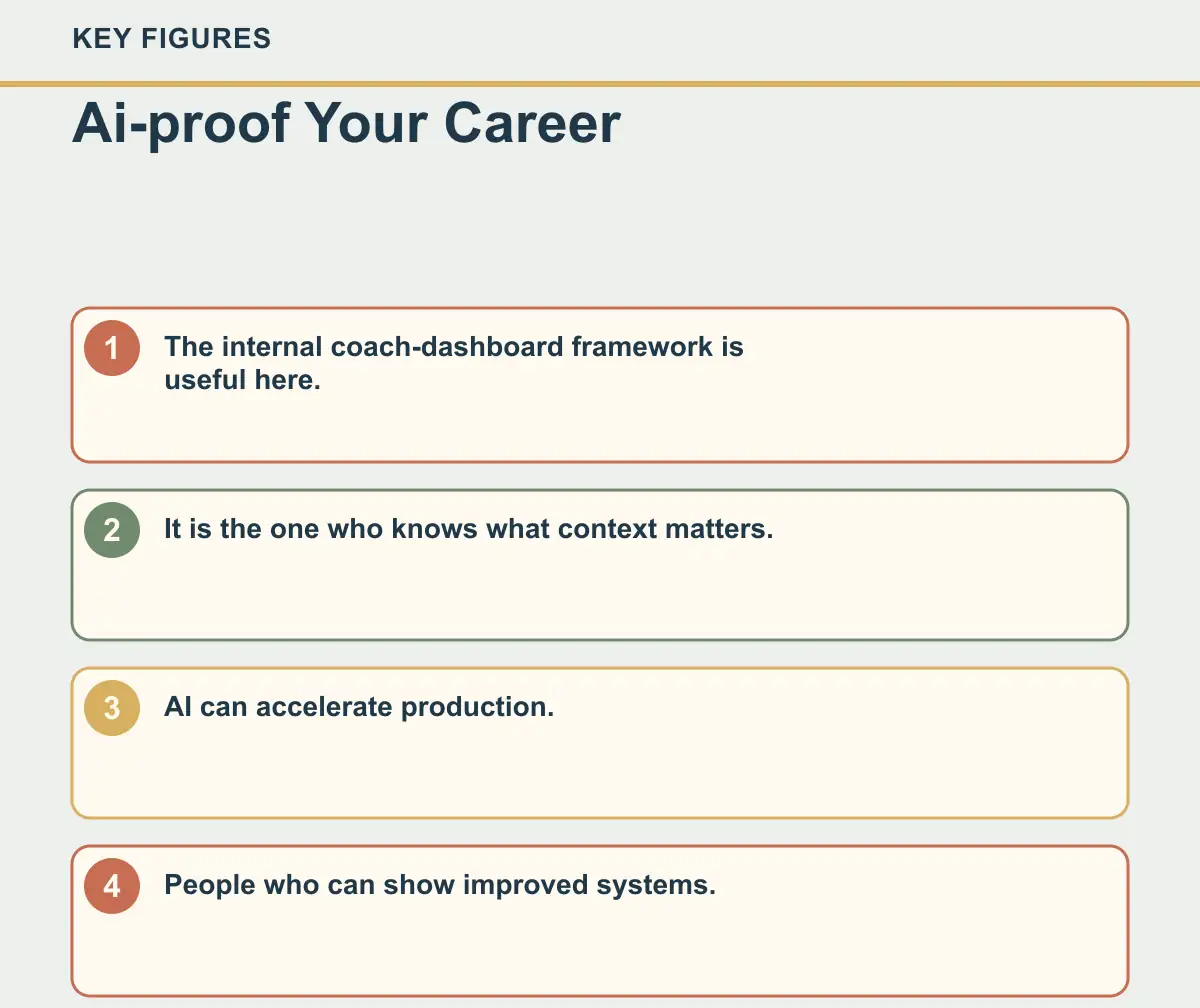 KEY FIGURES
Ai-proof Your Career
1
The internal coach-dashboard framework is
useful here.
2
It is the one who knows what context matters.
3
AI can accelerate production.
4
People who can show improved systems.